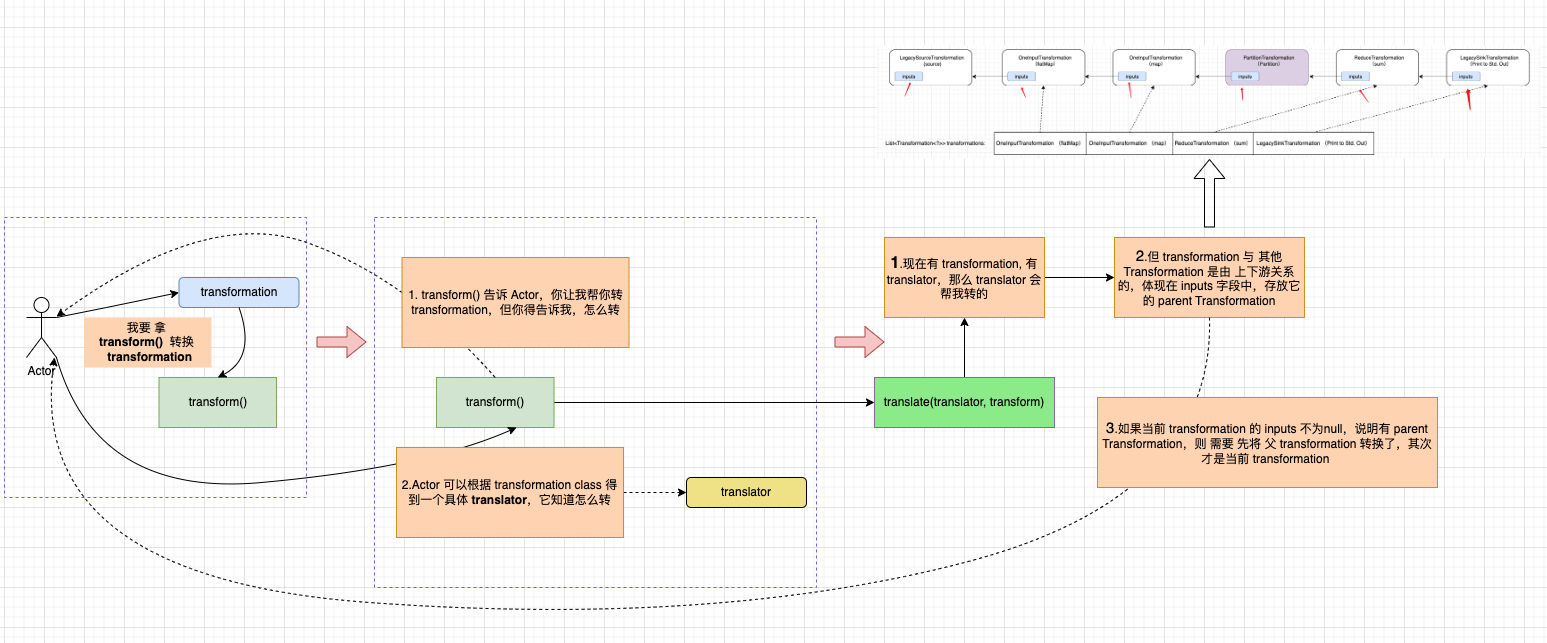 LegacySourceTransformation
(source)
inputs
OneInputTransformation
(flatMap)
inputs
OneInputTransformation
(map)
inputs
PartitionTransformation
(Partition)
inputs
ReduceTransformation
(sum)
inputs
LegacySinkTransformation
(Print to Std. Out)
inputs
List<Transformation<?>> transformations:
OneInputTransformation (flatMap)
OneInputTransformation (map)
ReduceTransformation (sum)
LegacySinkTransformation (Print to Std. Out)
transformation
我要 拿
transform() 转换
transformation
Actor
transform()
1. transform() 告诉 Actor，你让我帮你转
transformation，但你得告诉我，怎么转
transform()
2.Actor 可以根据 transformation class 得
到一个具体 translator，它知道怎么转
translator
1.现在有 transformation, 有
translator，那么 translator 会
帮我转的
translate(translator, transform)
2.但 transformation 与 其他
Transformation 是由 上下游关系
的，体现在 inputs 字段中，存放它
的 parent Transformation
3.如果当前 transformation 的 inputs 不为null，说明有 parent
Transformation，则 需要 先将 父 transformation 转换了，其次
才是当前 transformation